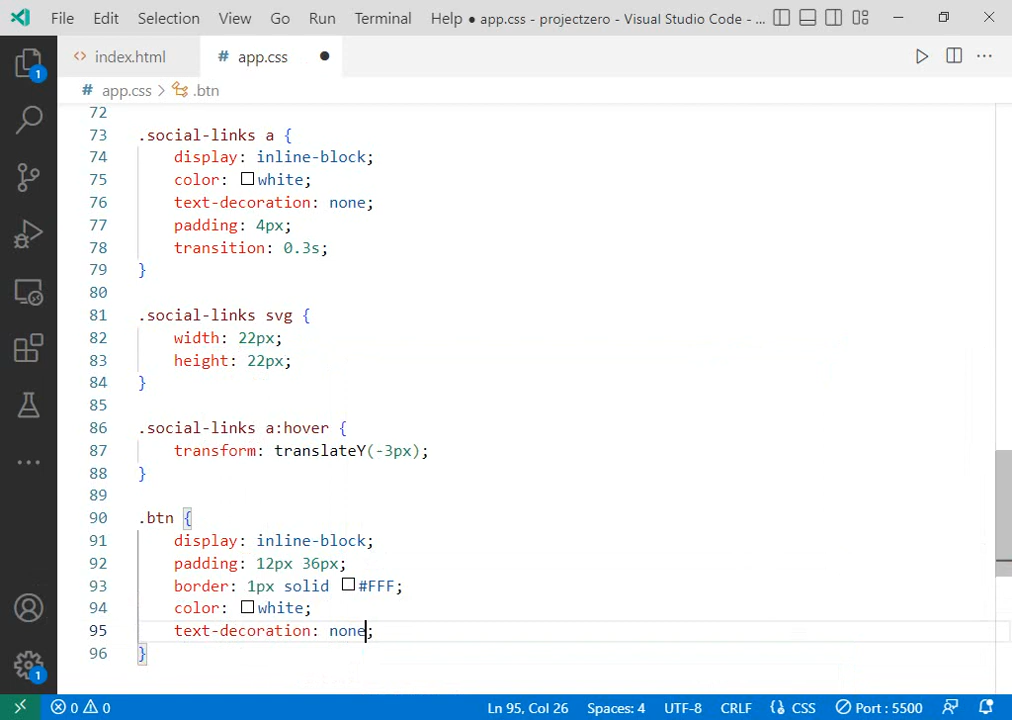 File Edit Selection View Go Run Terminal Help ● app.css - projectzero - Visual Studio Code - ...
<> index.html # app.css ●
# app.css > .btn
72
73 .social-links a {
74 display: inline-block;
75 color: white;
76 text-decoration: none;
77 padding: 4px;
78 transition: 0.3s;
79 }
80
81 .social-links svg {
82 width: 22px;
83 height: 22px;
84 }
85
86 .social-links a:hover {
87 transform: translateY(-3px);
88 }
89
90 .btn {
91 display: inline-block;
92 padding: 12px 36px;
93 border: 1px solid #FFF;
94 color: white;
95 text-decoration: none;
96 }
1
1
0 0 Ln 95, Col 26 Spaces: 4 UTF-8 CRLF {} CSS Port : 5500